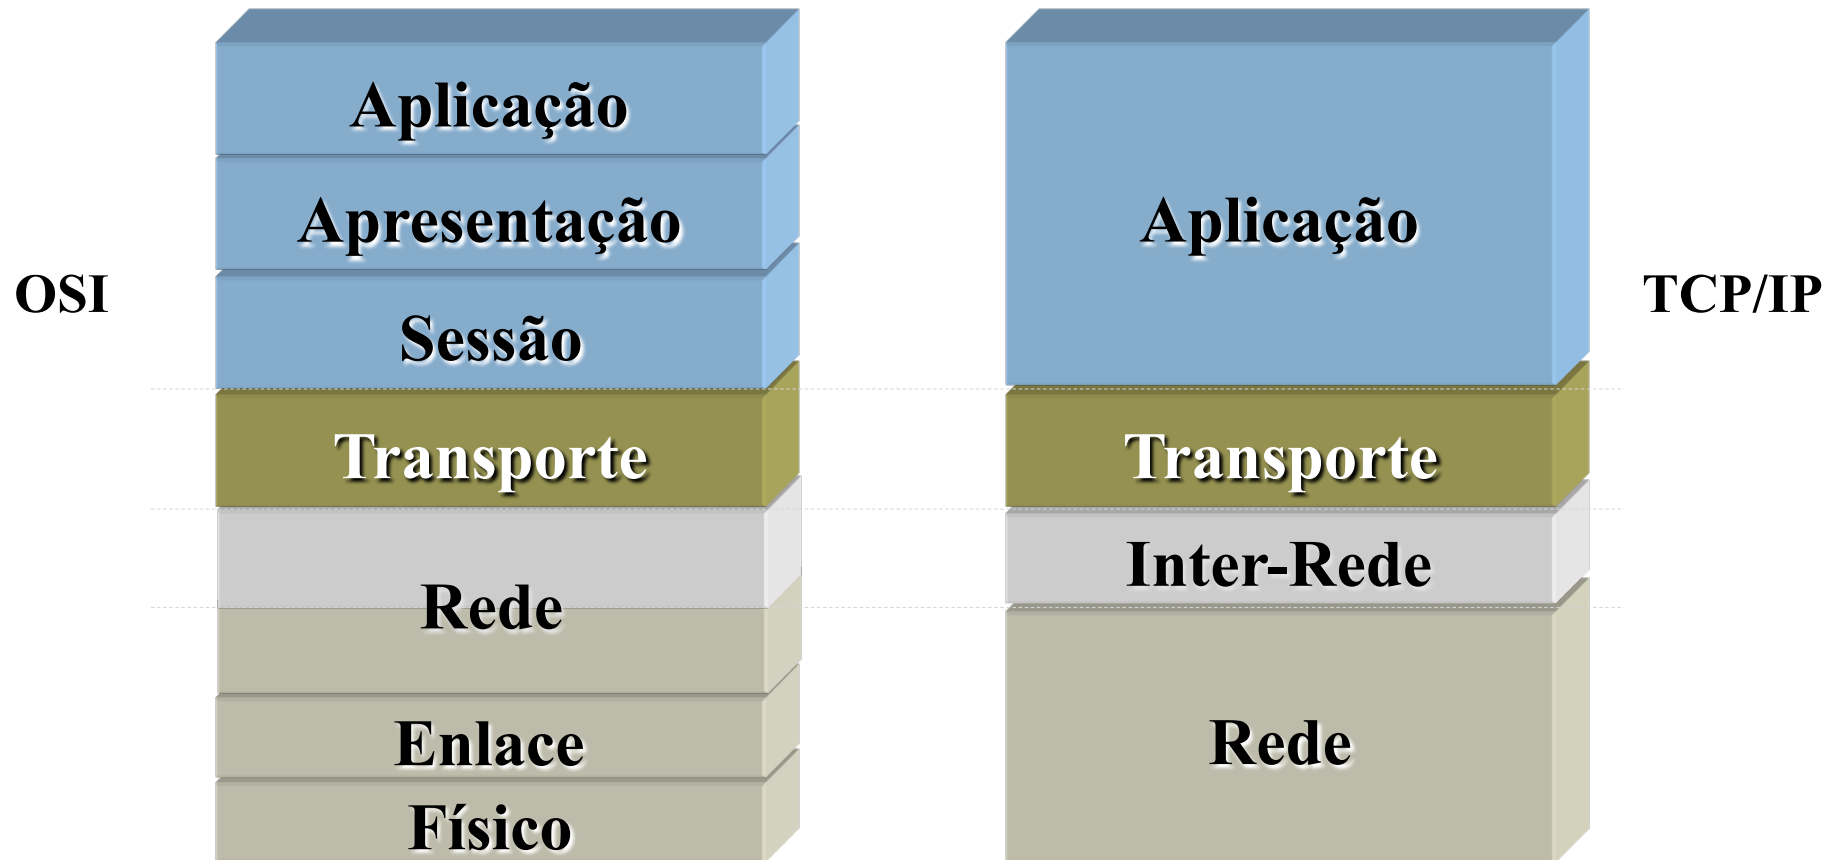 OSI
Aplicação
Apresentação
Sessão
Transporte
Rede
Enlace
Físico
Aplicação
Transporte
Inter-Rede
Rede
TCP/IP